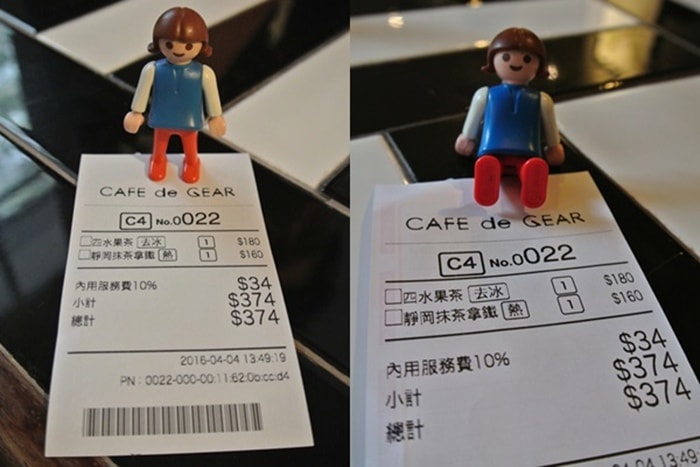 CAFE de GEAR
C4 No.0022
四水果茶 去冰 1 $180
靜岡抹茶拿鐵 熱 1 $160
內用服務費10% $34
小計 $374
總計 $374
2016-04-04 13:49:19
PN : 0022-000-00:11:62:0b:cc:d4
CAFE de GEAR
C4 No.0022
四水果茶 去冰 1 $180
靜岡抹茶拿鐵 熱 1 $160
內用服務費10% $34
小計 $374
總計 $374